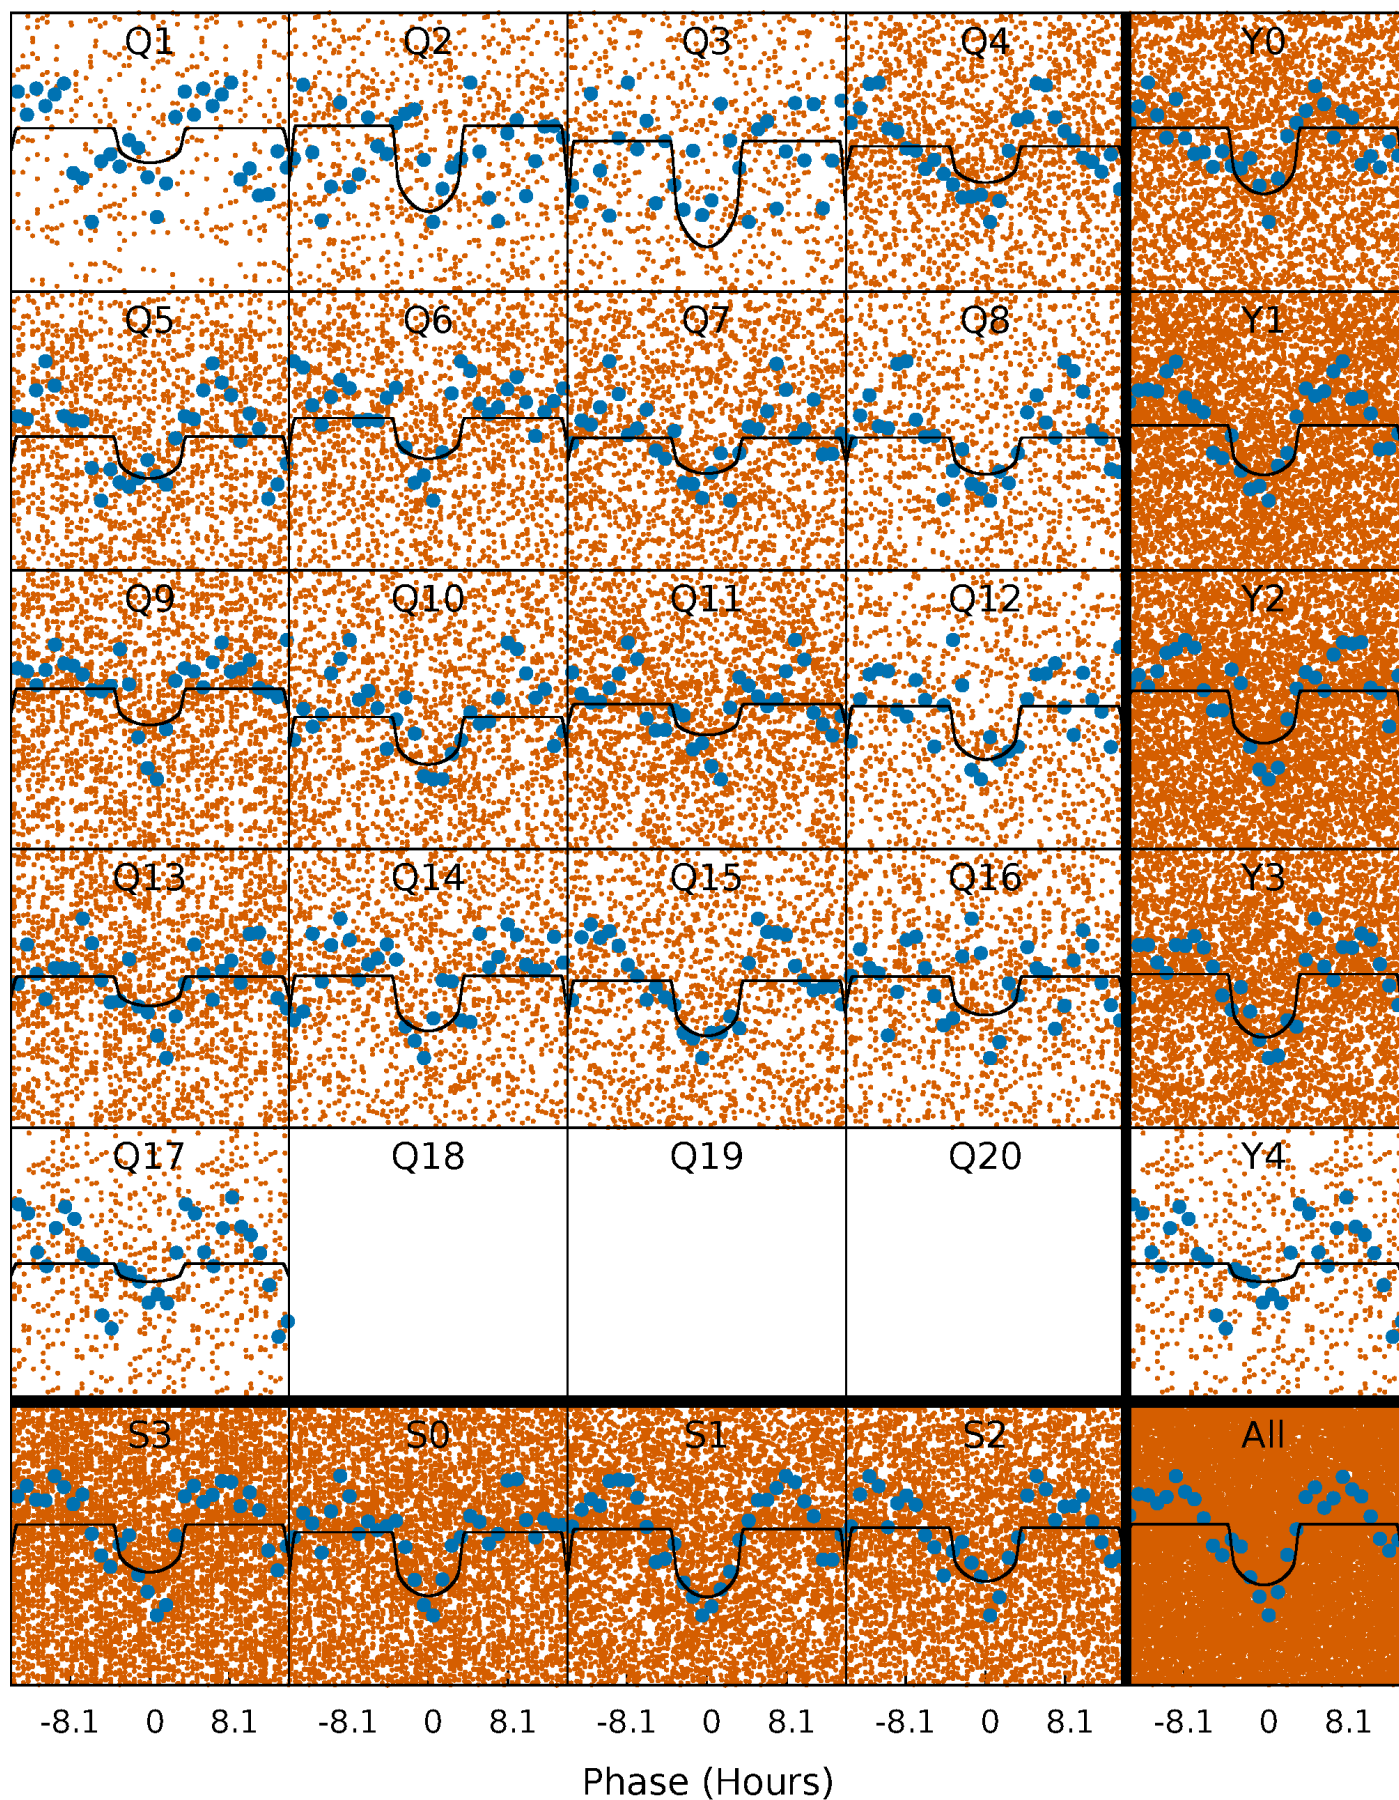 Q1 Q2 Q3 Q4 Y0
Q5 Q6 Q7 Q8 Y1
Q9 Q10 Q11 Q12 Y2
Q13 Q14 Q15 Q16 Y3
Q17 Q18 Q19 Q20 Y4
S3 S0 S1 S2 All
-8.1 0 8.1 -8.1 0 8.1 -8.1 0 8.1 -8.1 0 8.1 -8.1 0 8.1
Phase (Hours)